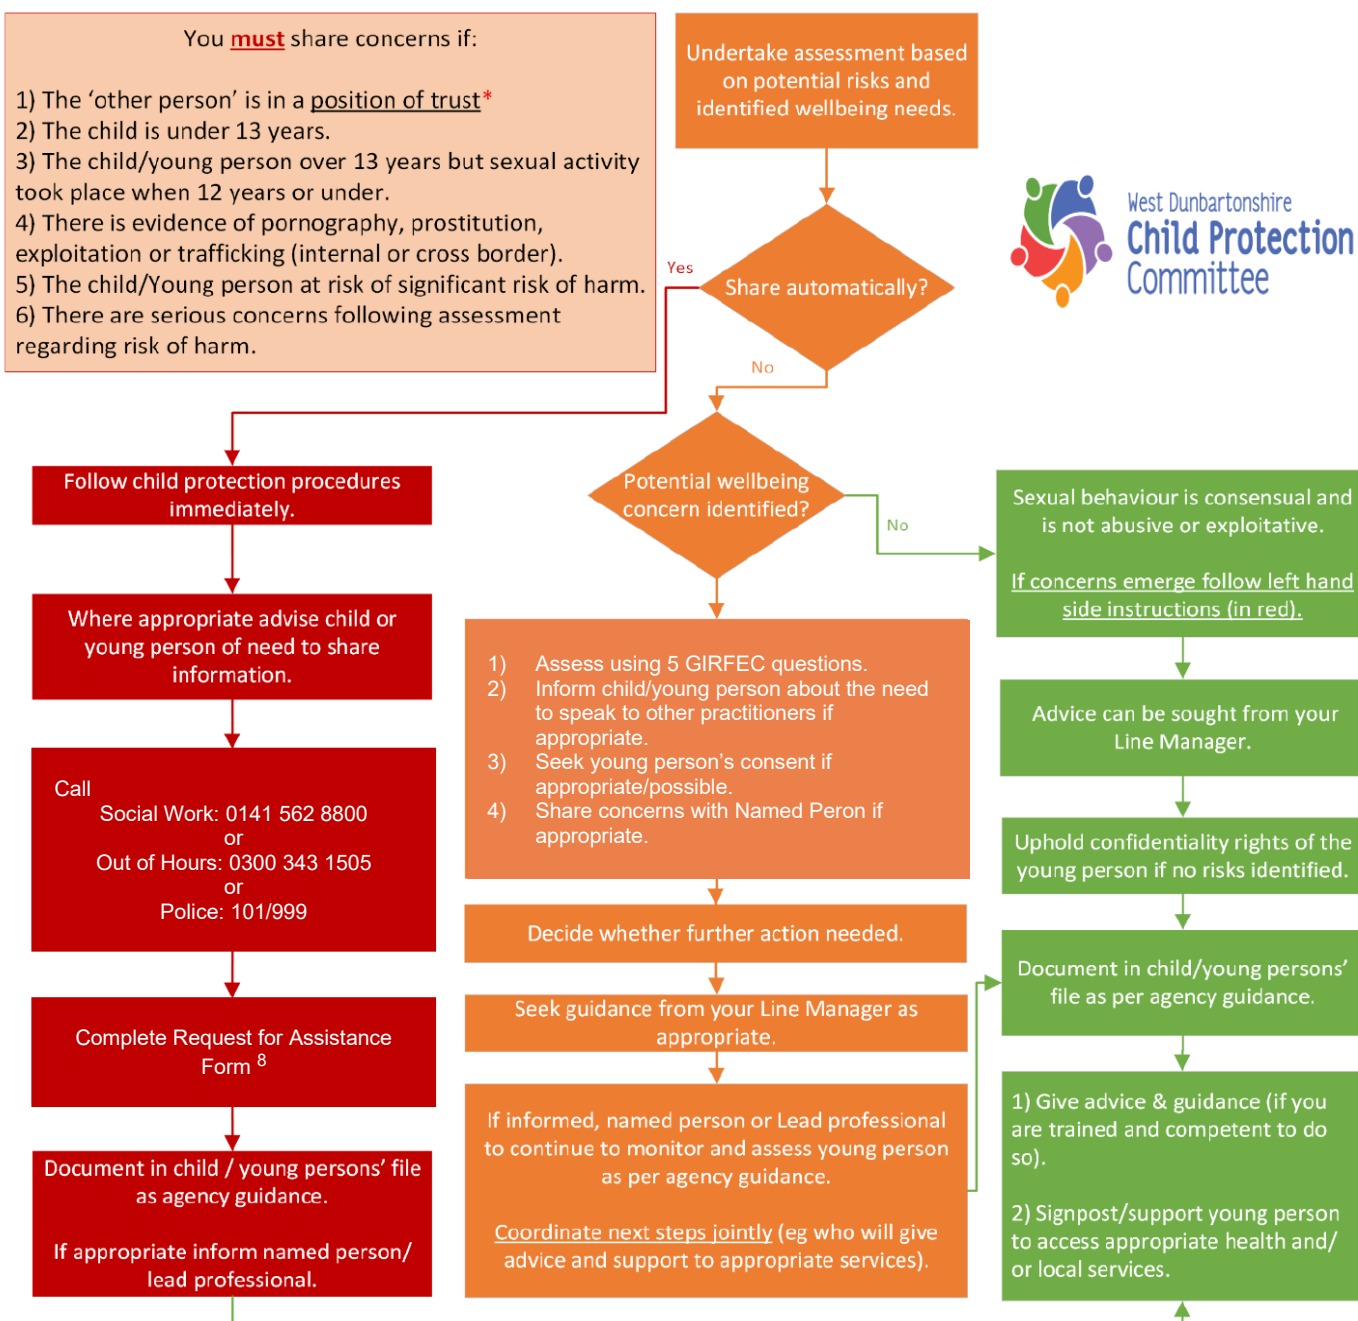 You must share concerns if:
1) The ‘other person’ is in a position of trust*
2) The child is under 13 years.
3) The child/young person over 13 years but sexual activity
took place when 12 years or under.
4) There is evidence of pornography, prostitution,
exploitation or trafficking (internal or cross border).
5) The child/Young person at risk of significant risk of harm.
6) There are serious concerns following assessment
regarding risk of harm.
Undertake assessment based
on potential risks and
identified wellbeing needs.
West Dunbartonshire
Child Protection
Committee
Share automatically?
Yes
No
Potential wellbeing
concern identified?
No
Follow child protection procedures
immediately.
Where appropriate advise child or
young person of need to share
information.
Call
Social Work: 0141 562 8800
or
Out of Hours: 0300 343 1505
or
Police: 101/999
Complete Request for Assistance
Form 8
Document in child / young persons’ file
as agency guidance.
If appropriate inform named person/
lead professional.
1) Assess using 5 GIRFEC questions.
2) Inform child/young person about the need
to speak to other practitioners if
appropriate.
3) Seek young person’s consent if
appropriate/possible.
4) Share concerns with Named Peron if
appropriate.
Decide whether further action needed.
Seek guidance from your Line Manager as
appropriate.
If informed, named person or Lead professional
to continue to monitor and assess young person
as per agency guidance.
Coordinate next steps jointly (eg who will give
advice and support to appropriate services).
Sexual behaviour is consensual and
is not abusive or exploitative.
If concerns emerge follow left hand
side instructions (in red).
Advice can be sought from your
Line Manager.
Uphold confidentiality rights of the
young person if no risks identified.
Document in child/young persons’
file as per agency guidance.
1) Give advice & guidance (if you
are trained and competent to do
so).
2) Signpost/support young person
to access appropriate health and/
or local services.